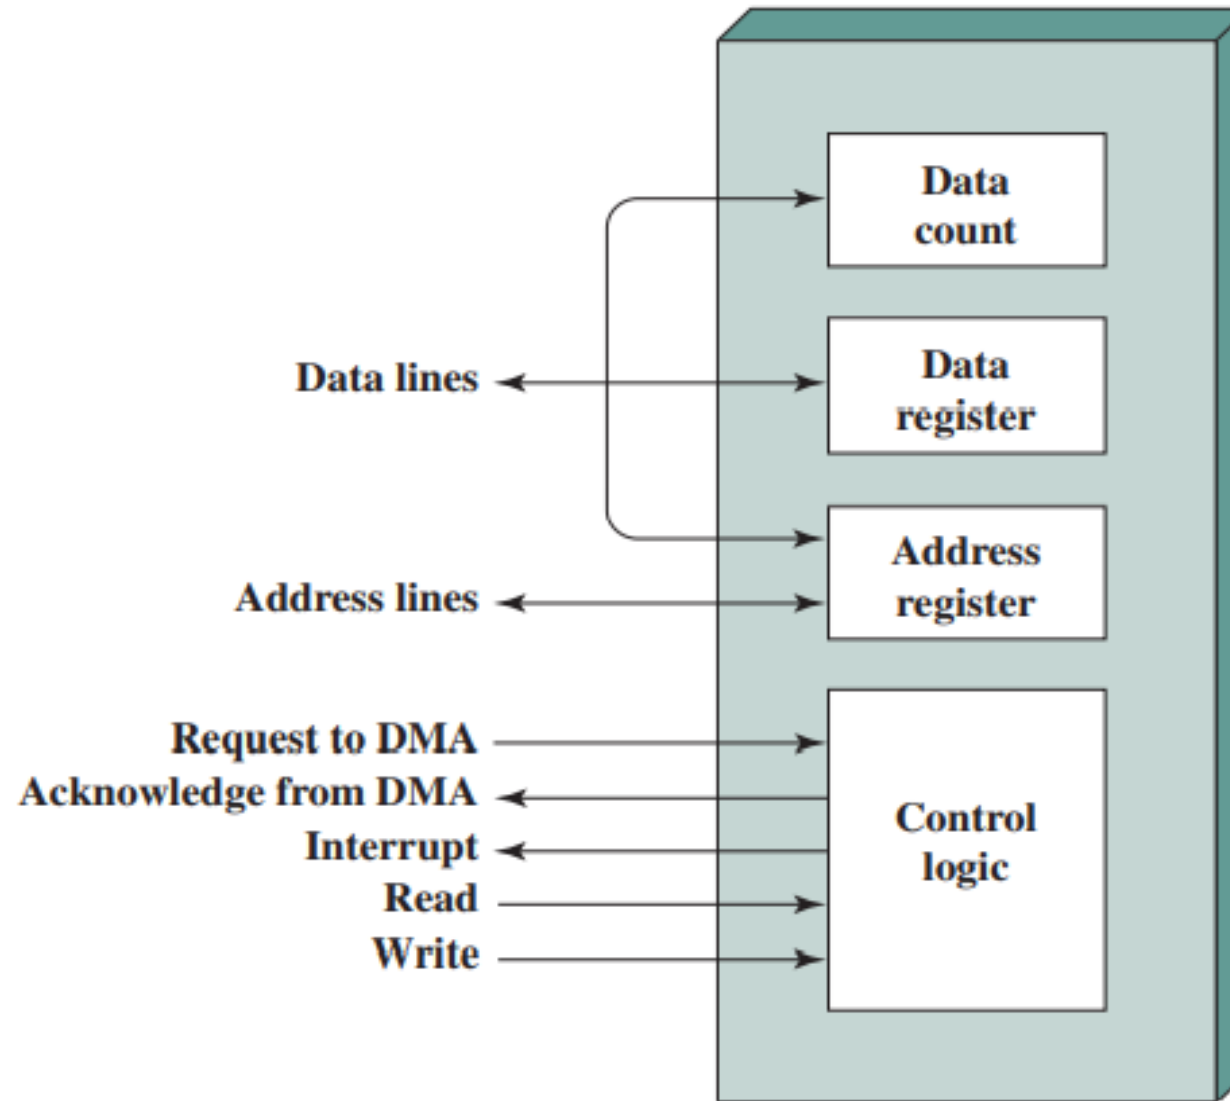 Data
count
Data lines
Data
register
Address
register
Address lines
Request to DMA
Acknowledge from DMA
Interrupt
Read
Write
Control
logic